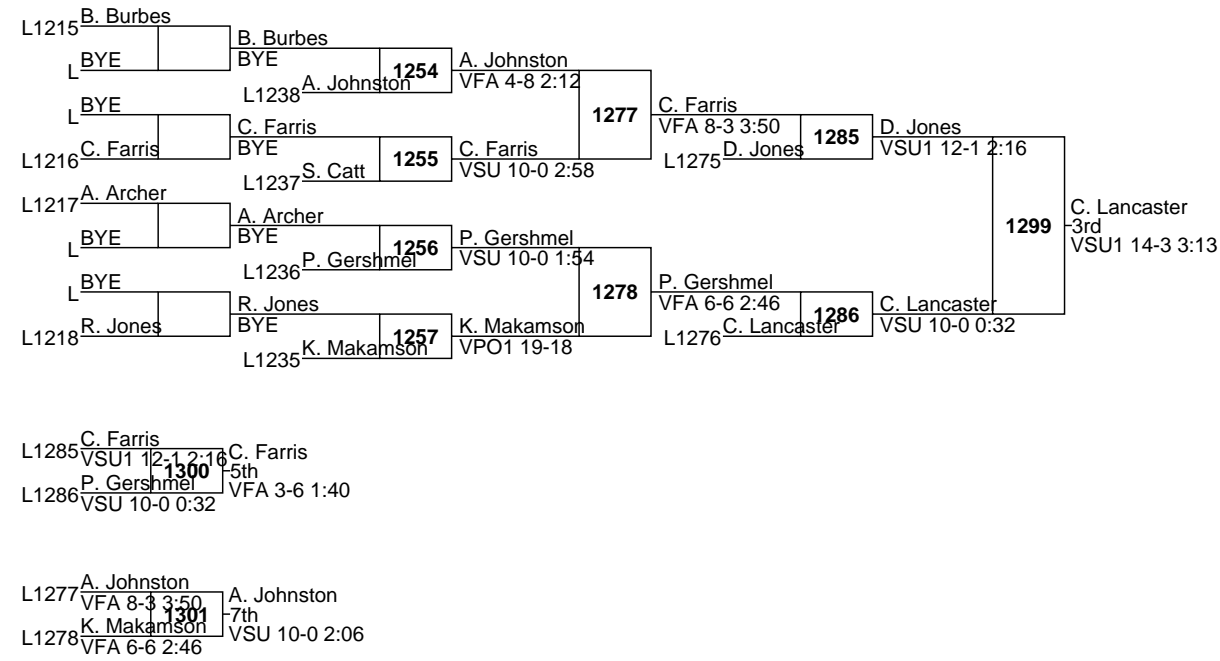 L1215 B. Burbes
B. Burbes
L BYE
BYE
1254
A. Johnston
VFA 4-8 2:12
L1238 A. Johnston
L BYE
1277
C. Farris
VFA 8-3 3:50
C. Farris
BYE
L1216 C. Farris
1255
C. Farris
VSU 10-0 2:58
L1275 D. Jones
1285
D. Jones
VSU1 12-1 2:16
L1237 S. Catt
L1217 A. Archer
A. Archer
BYE
L BYE
1256
P. Gershmel
VSU 10-0 1:54
L1236 P. Gershmel
1299
C. Lancaster
3rd
VSU1 14-3 3:13
L BYE
1278
P. Gershmel
VFA 6-6 2:46
R. Jones
BYE
L1218 R. Jones
1257
K. Makamson
VPO1 19-18
L1276 C. Lancaster
1286
C. Lancaster
VSU 10-0 0:32
L1235 K. Makamson
L1285 C. Farris
VSU1 12-1 2:16
1300
C. Farris
5th
VFA 3-6 1:40
L1286 P. Gershmel
VSU 10-0 0:32
L1277 A. Johnston
VFA 8-3 3:50
1301
A. Johnston
7th
VSU 10-0 2:06
L1278 K. Makamson
VFA 6-6 2:46